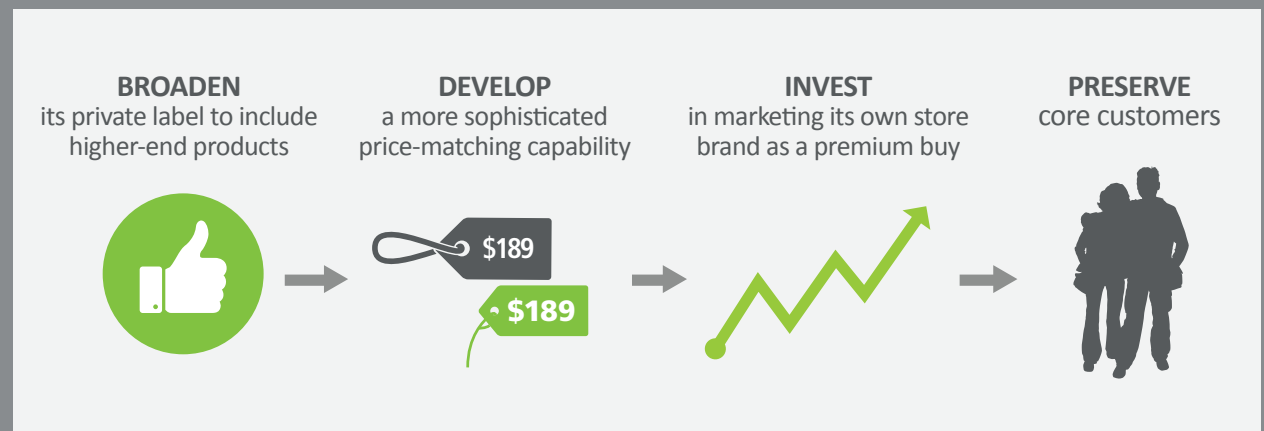 BROADEN
its private label to include
higher-end products
DEVELOP
a more sophisticated
price-matching capability
INVEST
in marketing its own store
brand as a premium buy
PRESERVE
core customers
$189
$189